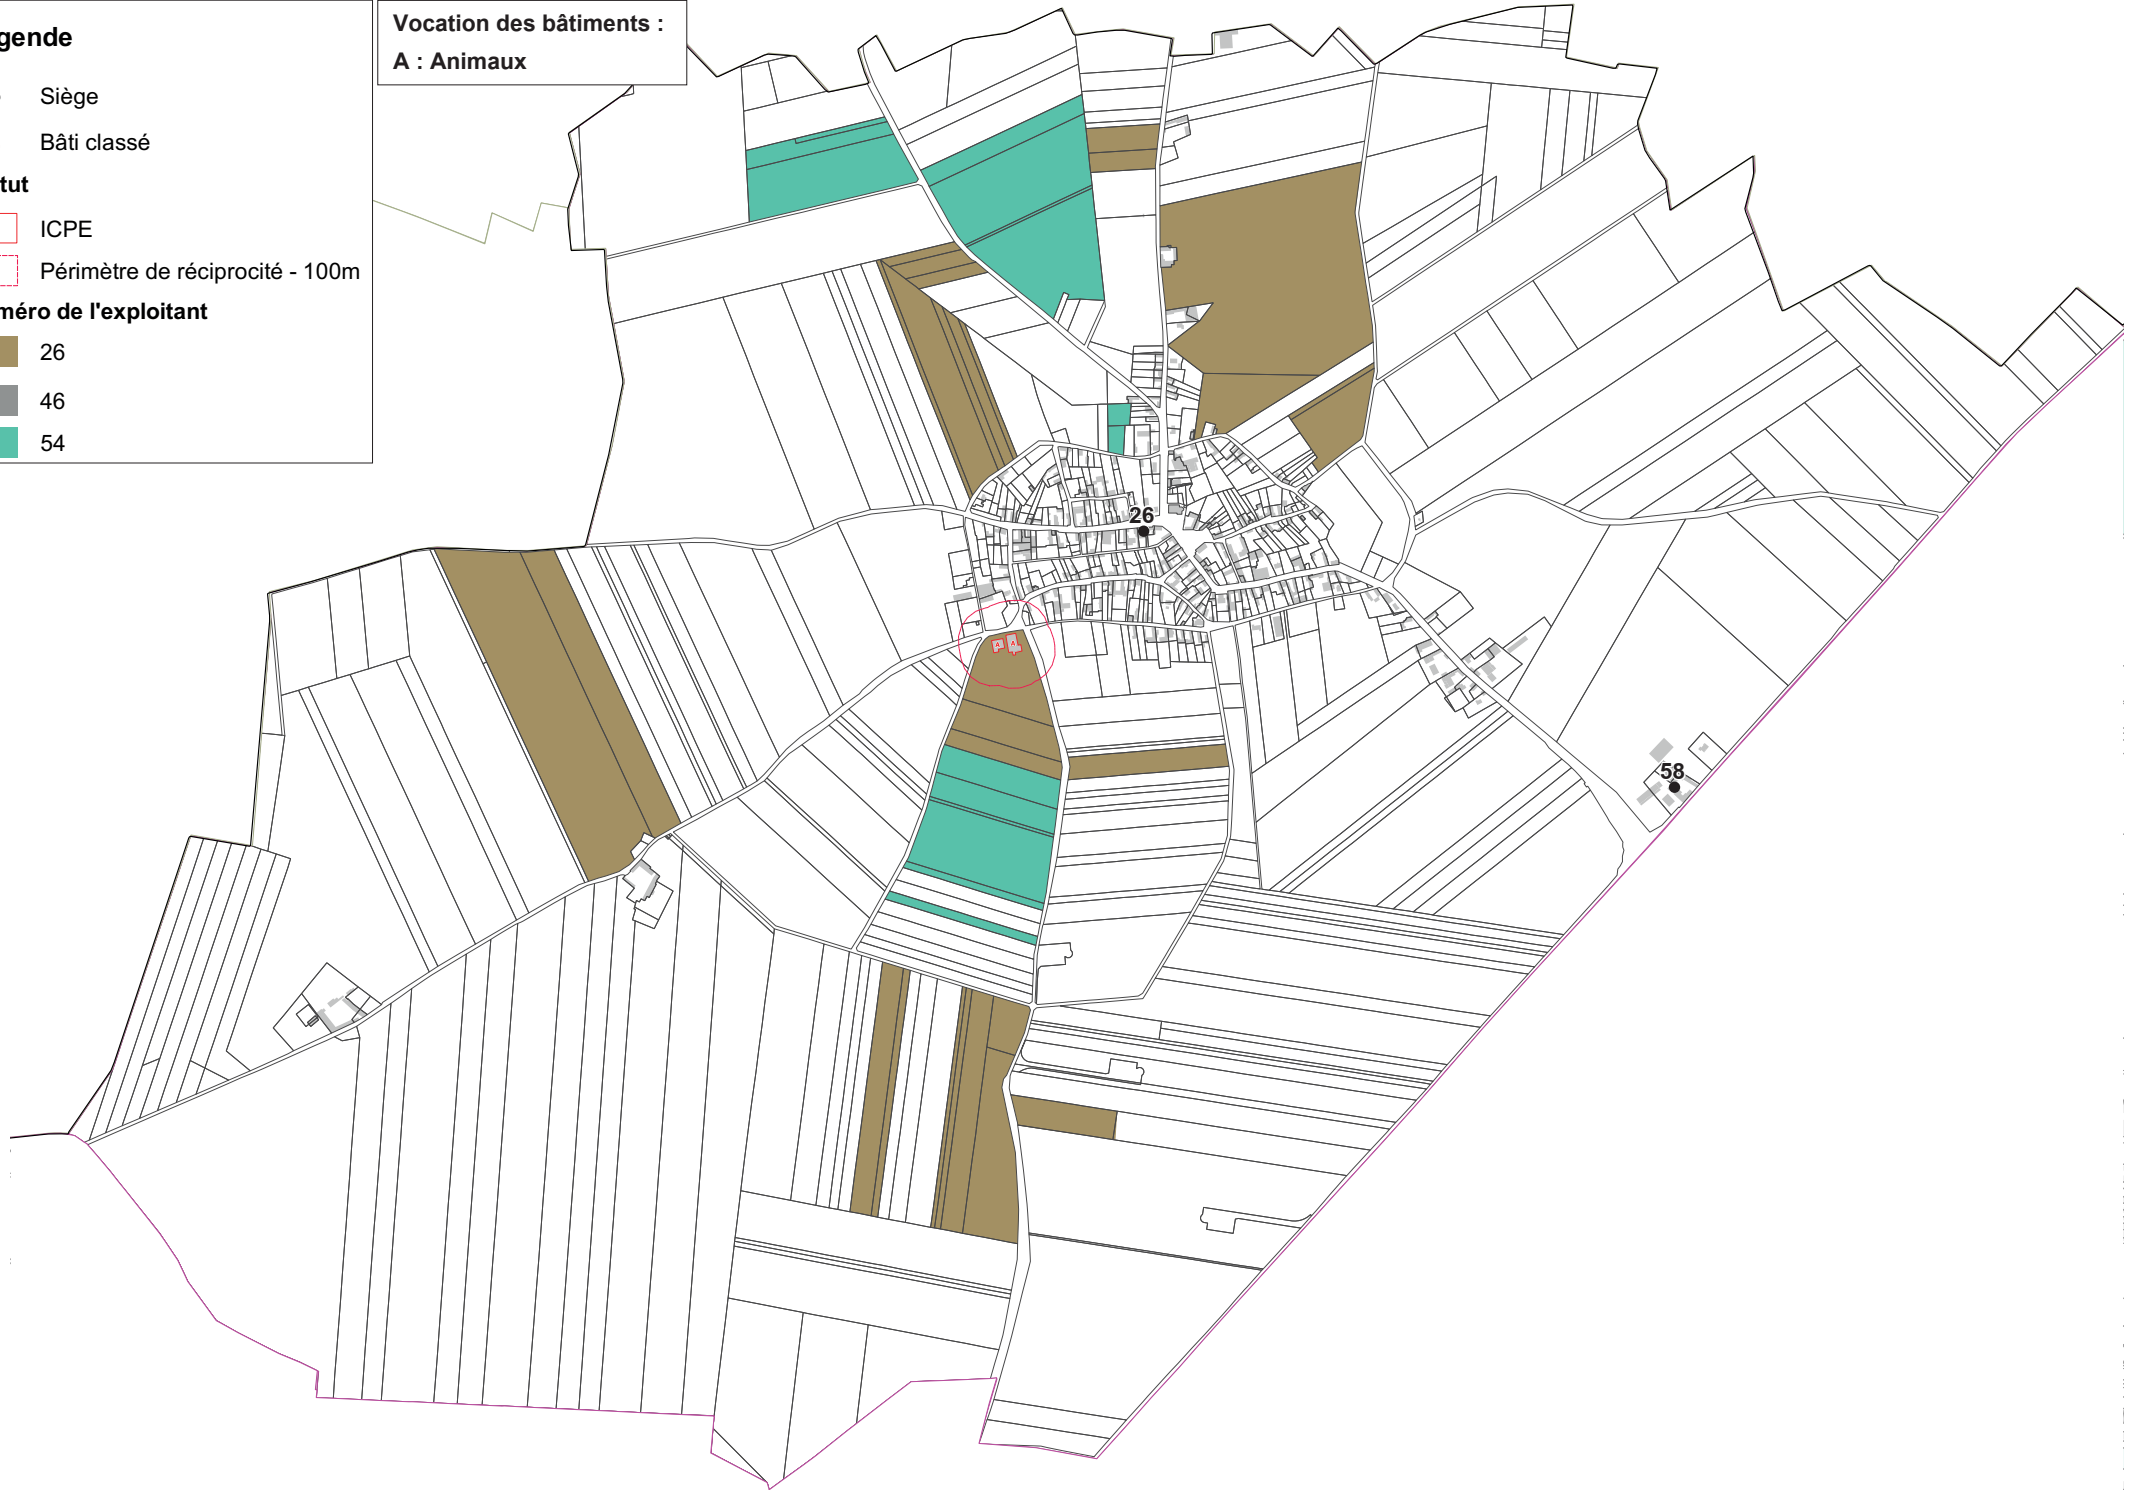 gende
Siège
Bâti classé
tut
ICPE
Périmètre de réciprocité - 100m
méro de l'exploitant
26
46
54
Vocation des bâtiments :
A : Animaux
26
A
A
58